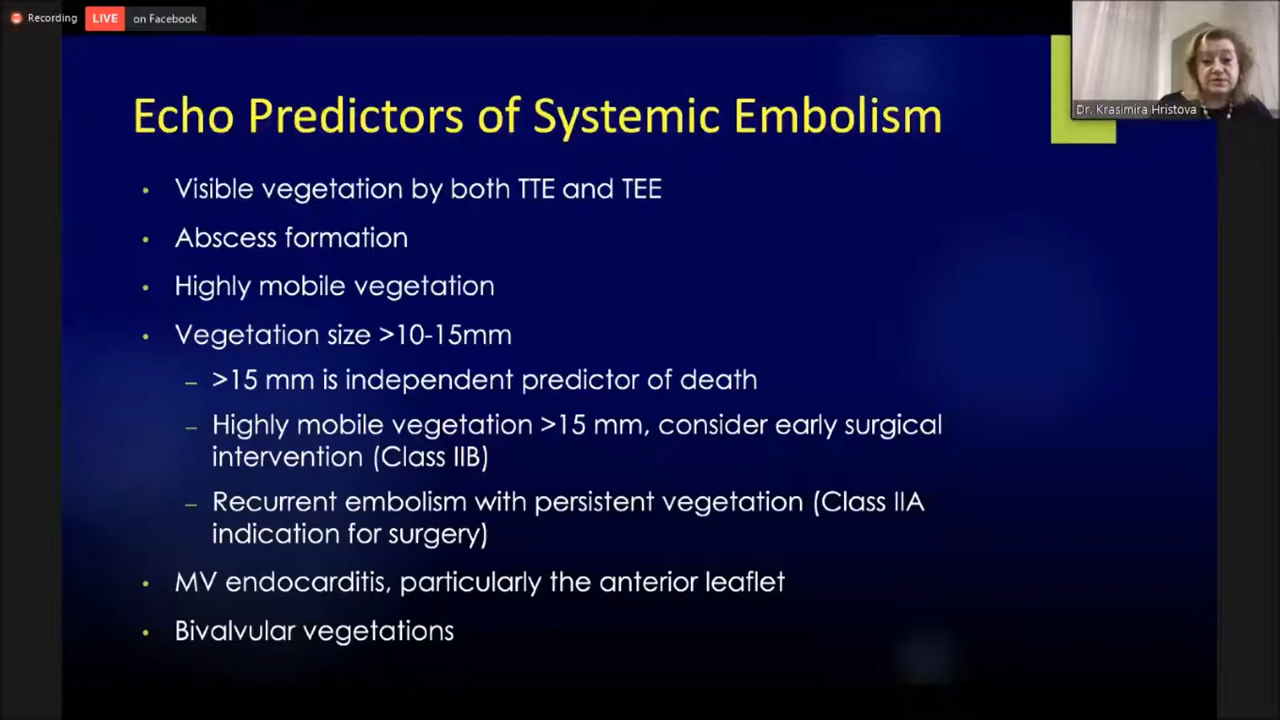 Recording
LIVE on Facebook
Dr. Krasimira Hristova
Echo Predictors of Systemic Embolism
• Visible vegetation by both TTE and TEE
• Abscess formation
• Highly mobile vegetation
• Vegetation size >10-15mm
– >15 mm is independent predictor of death
– Highly mobile vegetation >15 mm, consider early surgical
intervention (Class IIB)
– Recurrent embolism with persistent vegetation (Class IIA
indication for surgery)
• MV endocarditis, particularly the anterior leaflet
• Bivalvular vegetations